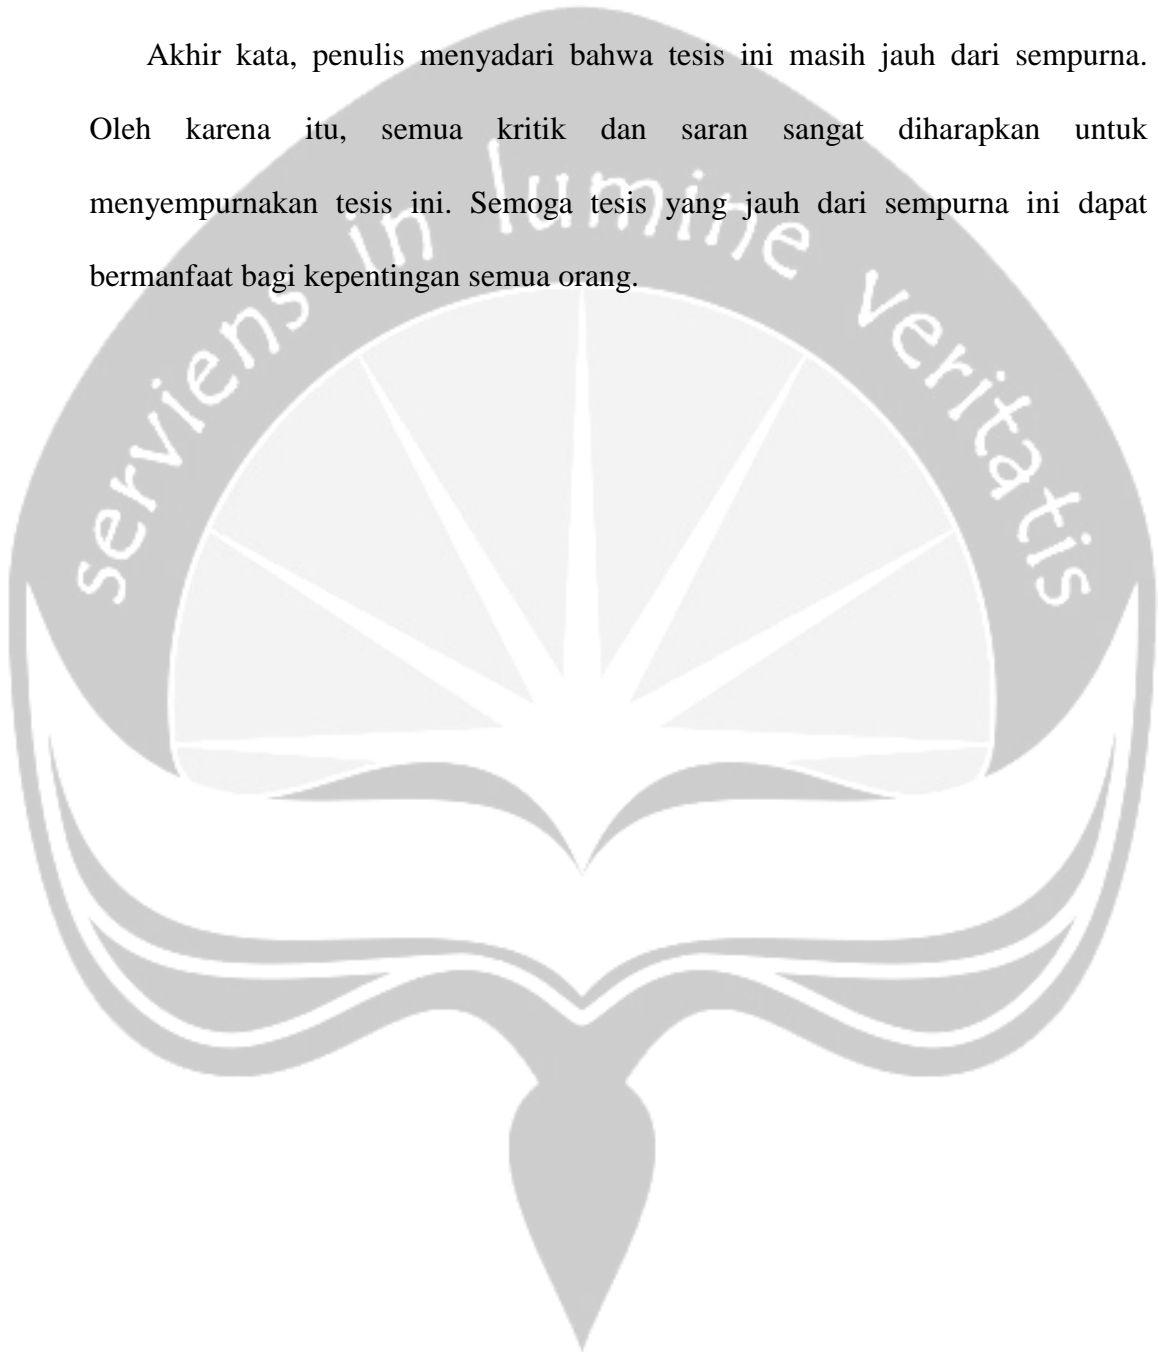 Akhir kata, penulis menyadari bahwa tesis ini masih jauh dari sempurna.
Oleh karena itu, semua kritik dan saran sangat diharapkan untuk
menyempurnakan tesis ini. Semoga tesis yang jauh dari sempurna ini dapat
bermanfaat bagi kepentingan semua orang.
serviens in lumine veritatis